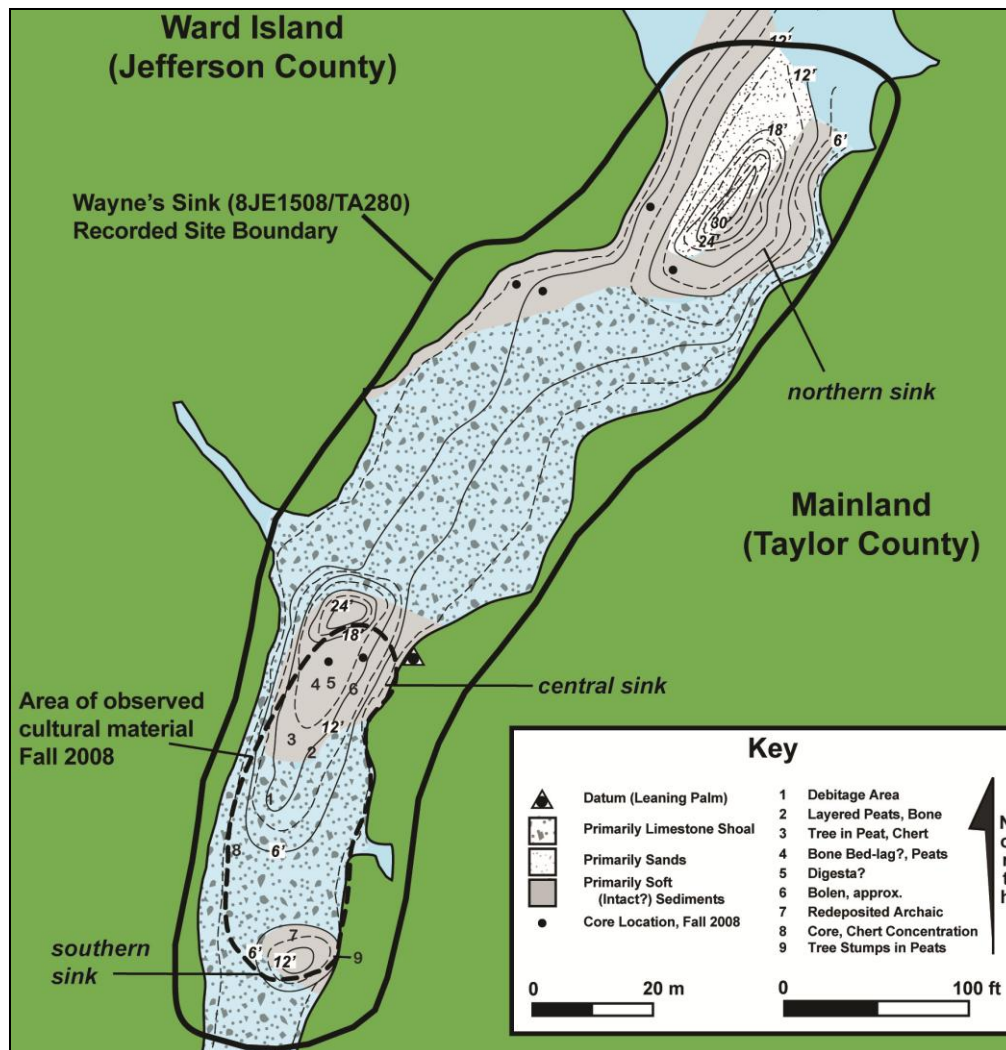 Ward Island
(Jefferson County)
12'
12'
18'
6'
Wayne's Sink (8JE1508/TA280)
Recorded Site Boundary
30'
24'
northern sink
Mainland
(Taylor County)
24'
18'
Area of observed
cultural material
Fall 2008
4 5 6
central sink
12'
3 2
1
6'
8
7
southern
sink
6'
12'
9
Key
Datum (Leaning Palm)
Primarily Limestone Shoal
Primarily Sands
Primarily Soft
(Intact?) Sediments
Core Location, Fall 2008
1 Debitage Area
2 Layered Peats, Bone
3 Tree in Peat, Chert
4 Bone Bed-lag?, Peats
5 Digesta?
6 Bolen, approx.
7 Redeposited Archaic
8 Core, Chert Concentration
9 Tree Stumps in Peats
North
0 20 m
0 100 ft